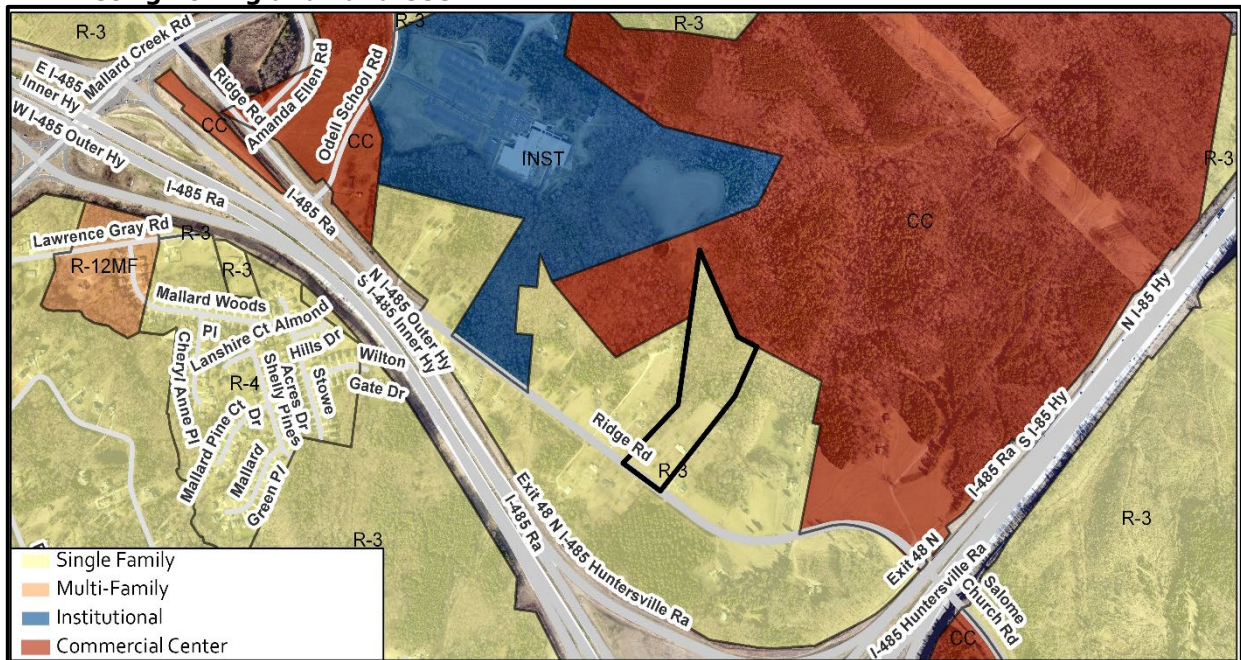 R-3
R-3
Mallard Creek Rd
E I-485
Inner Hy
W I-485 Outer Hy
Ridge Rd
Amanda Ellen Rd
Odell School Rd
CC
CC
INST
R-3
I-485 Ra
I-485 Ra
CC
Lawrence Gray Rd
R-3
R-12MF
R-3
N I-485 Outer Hy
S I-485 Inner Hy
N I-85 Hy
Mallard Woods
Pl
Lanshire Ct
Almond
Hills Dr
Wilton
Gate Dr
Cheryl Anne Pl
R-4
Acres Dr
Shelly Pines
Stowe
Mallard Pine Ct
Dr
Mallard
Green Pl
Ridge Rd
R-3
S I-85 Hy
I-485 Ra
R-3
Exit 48 N I-485 Huntersville Ra
I-485 Ra
R-3
Exit 48 N
I-485 Huntersville Ra
Salome
Church Rd
CC
Single Family
Multi-Family
Institutional
Commercial Center